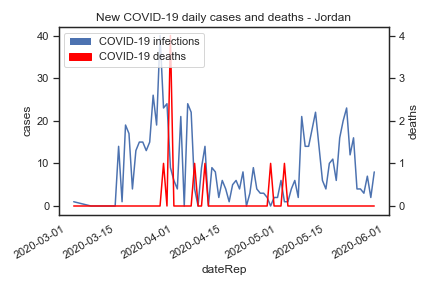 New COVID-19 daily cases and deaths - Jordan
COVID-19 infections
COVID-19 deaths
40
30
20
10
0
cases
4
3
2
1
0
deaths
2020-03-01
2020-03-15
2020-04-01
2020-04-15
2020-05-01
2020-05-15
2020-06-01
dateRep